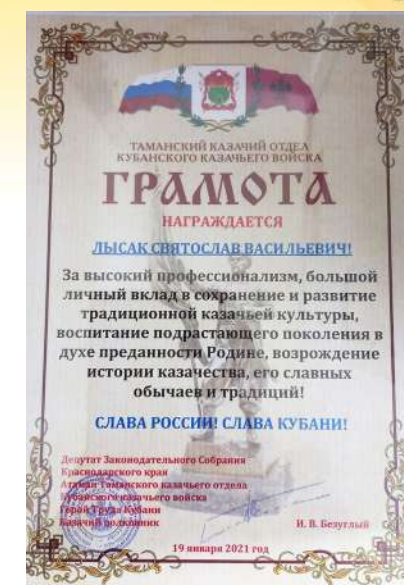 ТАМАНСКИЙ КАЗАЧИЙ ОТДЕЛ
КУБАНСКОГО КАЗАЧЬЕГО ВОЙСКА
ГРАМОТА
НАГРАЖДАЕТСЯ
ЛЫСАК СВЯТОСЛАВ ВАСИЛЬЕВИЧ!
За высокий профессионализм, большой
личный вклад в сохранение и развитие
традиционной казачьей культуры,
воспитание подрастающего поколения в
духе преданности Родине, возрождение
истории казачества, его славных
обычаев и традиций!
СЛАВА РОССИИ! СЛАВА КУБАНИ!
Депутат Законодательного Собрания
Краснодарского края
Атаман Таманского казачьего отдела
Кубанского казачьего войска
Герой Труда Кубани
Казачий полковник И. В. Безуглый
19 января 2021 год